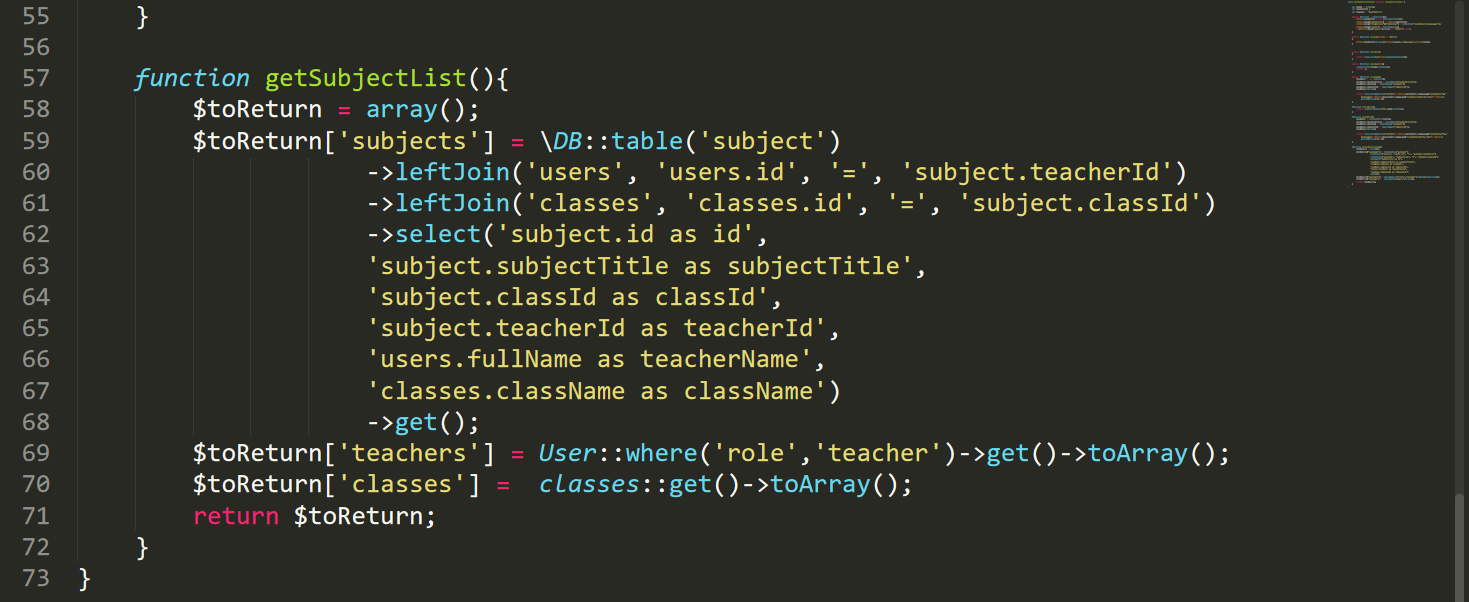 55 }
56
57 function getSubjectList(){
58 $toReturn = array();
59 $toReturn['subjects'] = \DB::table('subject')
60 ->leftJoin('users', 'users.id', '=', 'subject.teacherId')
61 ->leftJoin('classes', 'classes.id', '=', 'subject.classId')
62 ->select('subject.id as id',
63 'subject.subjectTitle as subjectTitle',
64 'subject.classId as classId',
65 'subject.teacherId as teacherId',
66 'users.fullName as teacherName',
67 'classes.className as className')
68 ->get();
69 $toReturn['teachers'] = User::where('role','teacher')->get()->toArray();
70 $toReturn['classes'] =  classes::get()->toArray();
71 return $toReturn;
72 }
73 }